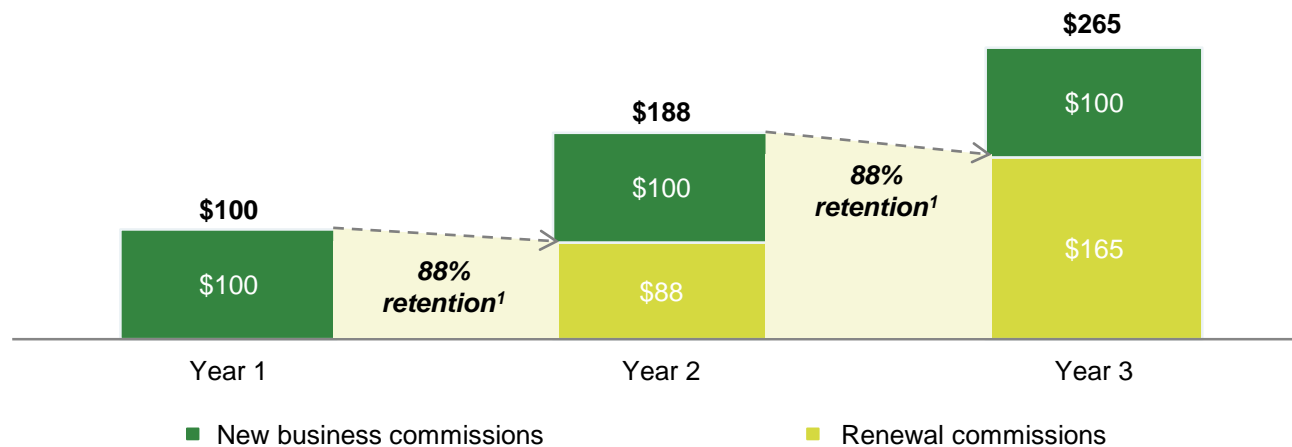 $265
$100
$188
$100
88%
retention¹
$100
$100
88%
retention¹
$88
$165
Year 1
Year 2
Year 3
New business commissions
Renewal commissions